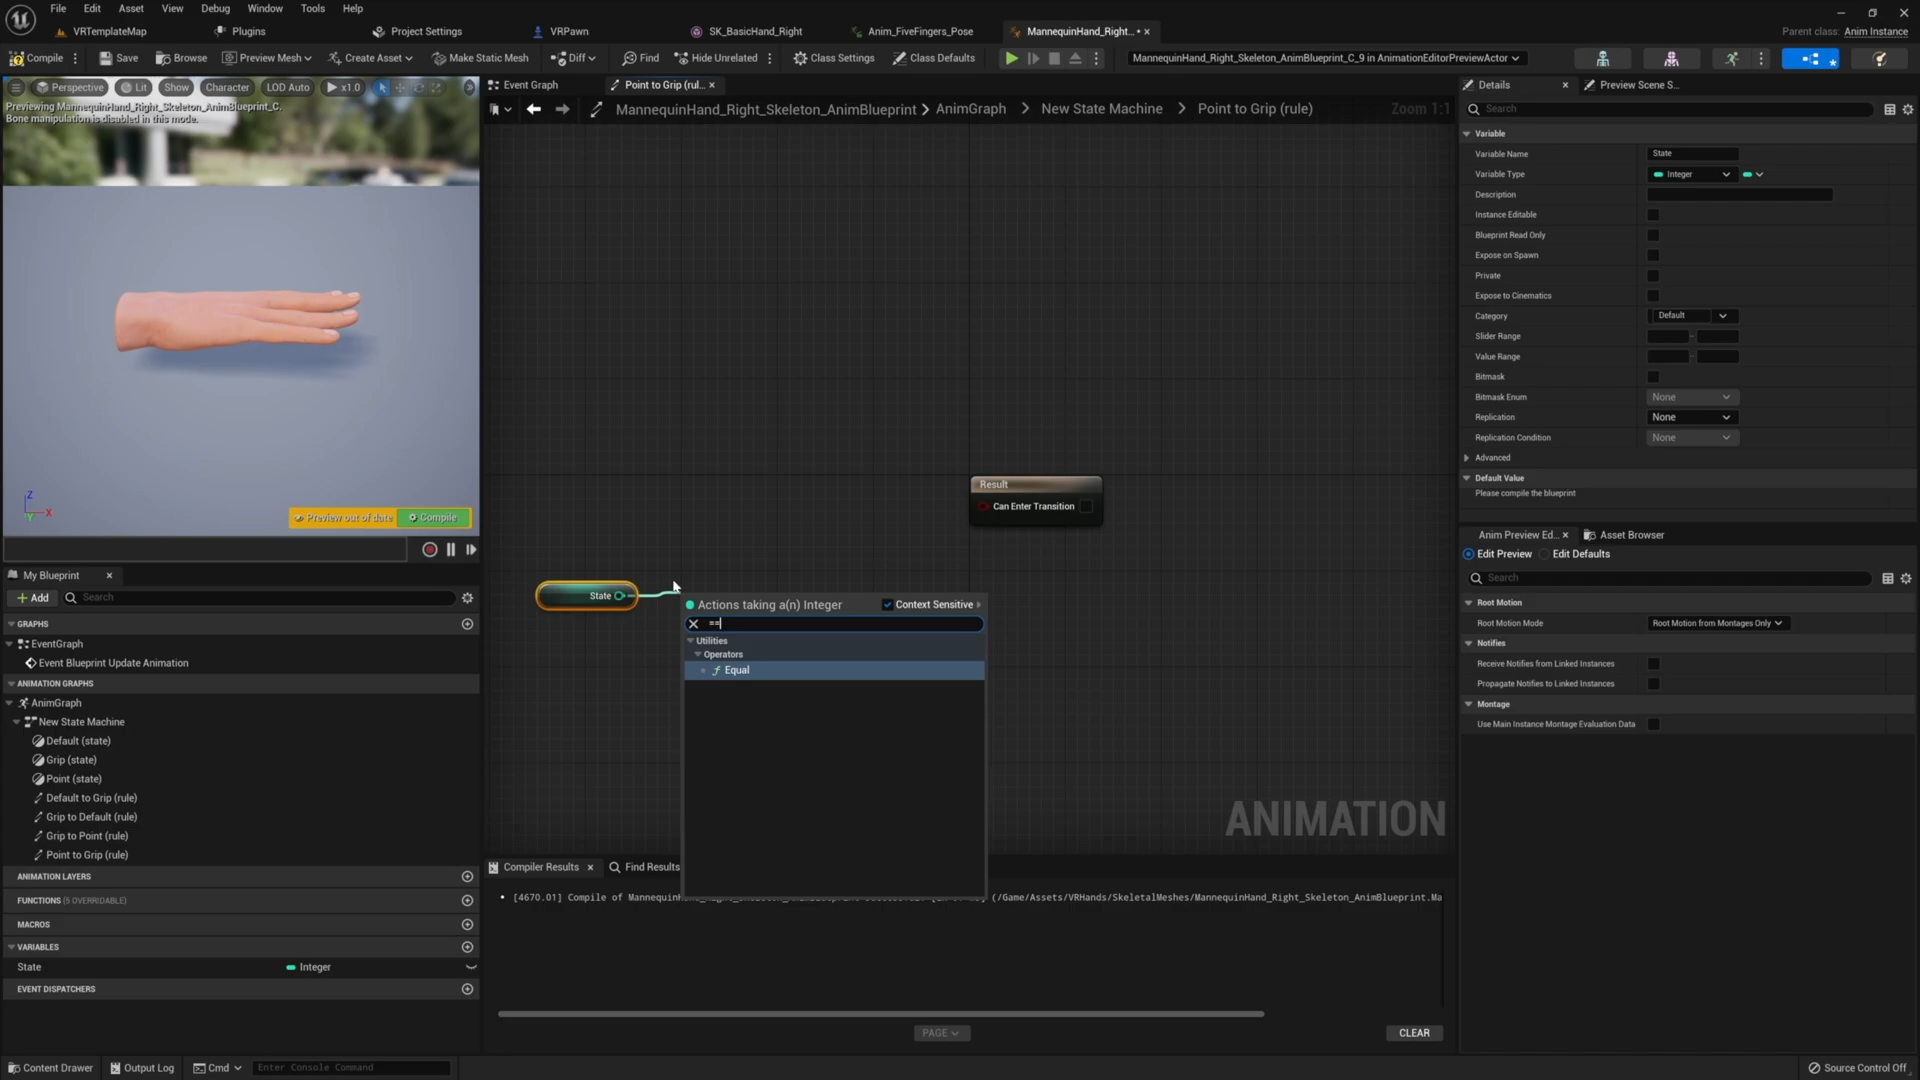 File Edit Asset View Debug Window Tools Help
VRTemplateMap Plugins Project Settings VRPawn SK_BasicHand_Right Anim_FiveFingers_Pose MannequinHand_Right... •
Parent class: Anim Instance
Compile Save Browse Preview Mesh Create Asset Make Static Mesh Diff Find Hide Unrelated Class Settings Class Defaults MannequinHand_Right_Skeleton_AnimBlueprint_C_9 in AnimationEditorPreviewActor
Perspective Lit Show Character LOD Auto x1.0
Previewing MannequinHand_Right_Skeleton_AnimBlueprint_C.
Bone manipulation is disabled in this mode.
Z
X
Y
Preview out of date Compile
My Blueprint
Add Search
GRAPHS
EventGraph
Event Blueprint Update Animation
ANIMATION GRAPHS
AnimGraph
New State Machine
Default (state)
Grip (state)
Point (state)
Default to Grip (rule)
Grip to Default (rule)
Grip to Point (rule)
Point to Grip (rule)
ANIMATION LAYERS
FUNCTIONS (5 OVERRIDABLE)
MACROS
VARIABLES
State Integer
EVENT DISPATCHERS
Event Graph Point to Grip (rul...
MannequinHand_Right_Skeleton_AnimBlueprint > AnimGraph > New State Machine > Point to Grip (rule) Zoom 1:1
Result
Can Enter Transition
State
Actions taking a(n) Integer Context Sensitive
==
Utilities
Operators
Equal
ANIMATION
Compiler Results Find Results
PAGE
CLEAR
Details Preview Scene S...
Search
Variable
Variable Name State
Variable Type Integer
Description
Instance Editable
Blueprint Read Only
Expose on Spawn
Private
Expose to Cinematics
Category Default
Slider Range
Value Range
Bitmask
Bitmask Enum None
Replication None
Replication Condition None
Advanced
Default Value
Please compile the blueprint
Anim Preview Ed... Asset Browser
Edit Preview Edit Defaults
Search
Root Motion
Root Motion Mode Root Motion from Montages Only
Notifies
Receive Notifies from Linked Instances
Propagate Notifies to Linked Instances
Montage
Use Main Instance Montage Evaluation Data
Content Drawer Output Log Cmd Enter Console Command Source Control Off